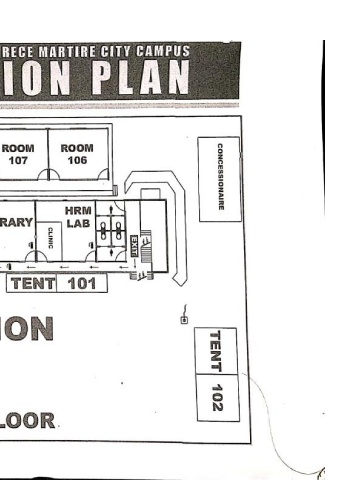 RECE MARTIRE CITY CAMPUS
ION PLAN
ROOM
107
ROOM
106
CONCESSIONAIRE
RARY
CLINIC
HRM
LAB
EXIT
TENT 101
ION
TENT 102
LOOR